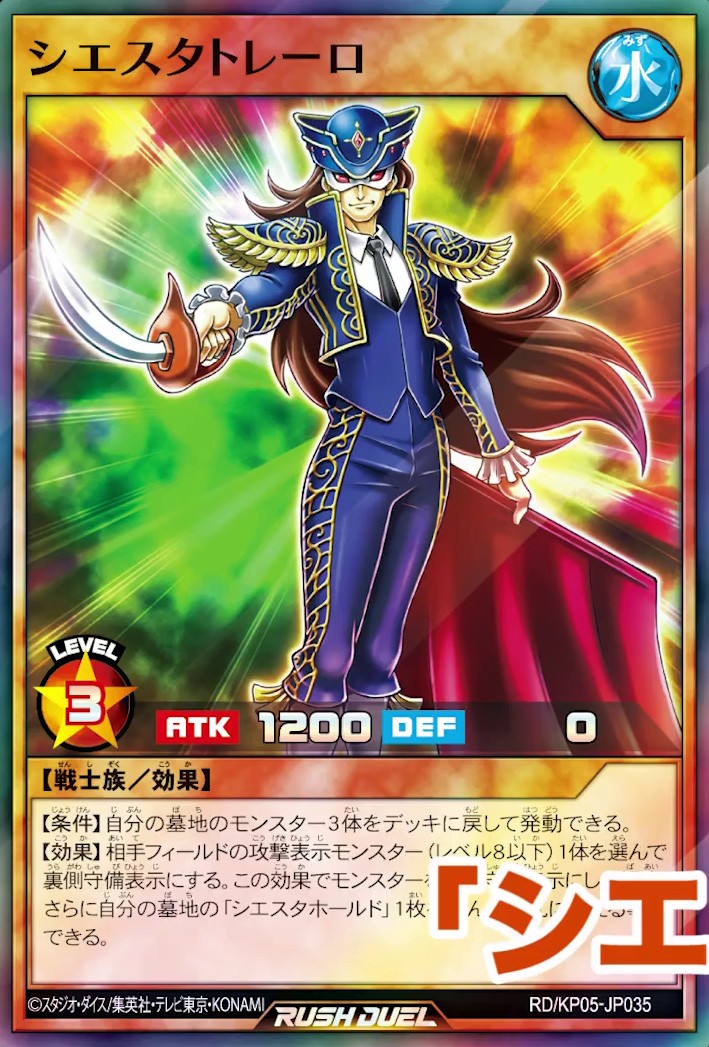 シエスタトレーロ
みず
水
LEVEL
3
ATK 1200 DEF 0
【戦士族／効果】
【条件】自分の墓地のモンスター3体をデッキに戻して発動できる。
【効果】相手フィールドの攻撃表示モンスター(レベル8以下)1体を選んで
裏側守備表示にする。この効果でモンスター 示にし
さらに自分の墓地の「シエスタホールド」1枚
できる。
「シエ
©スタジオ・ダイス/集英社・テレビ東京・KONAMI
RUSH DUEL
RD/KP05-JP035